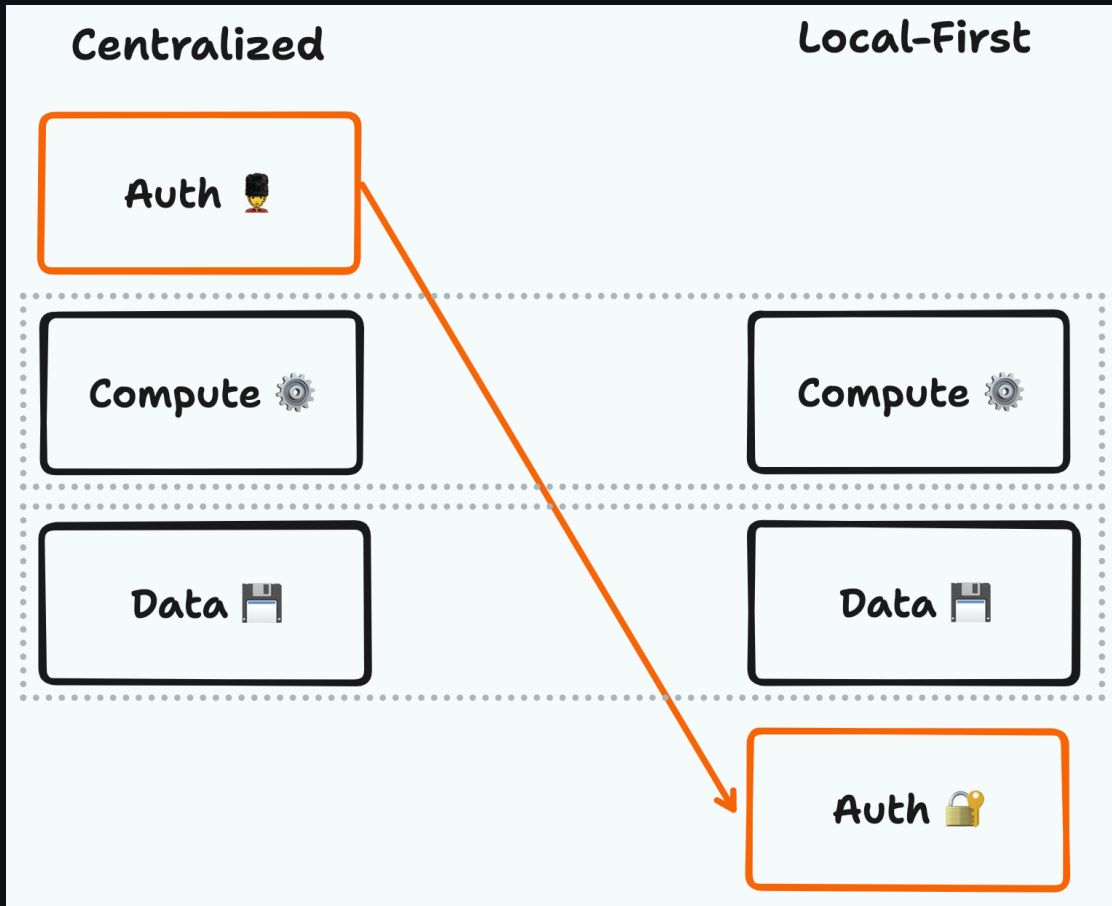 Centralized
Local-First
Auth 💂
Compute ⚙️
Compute ⚙️
Data 💾
Data 💾
Auth 🔐